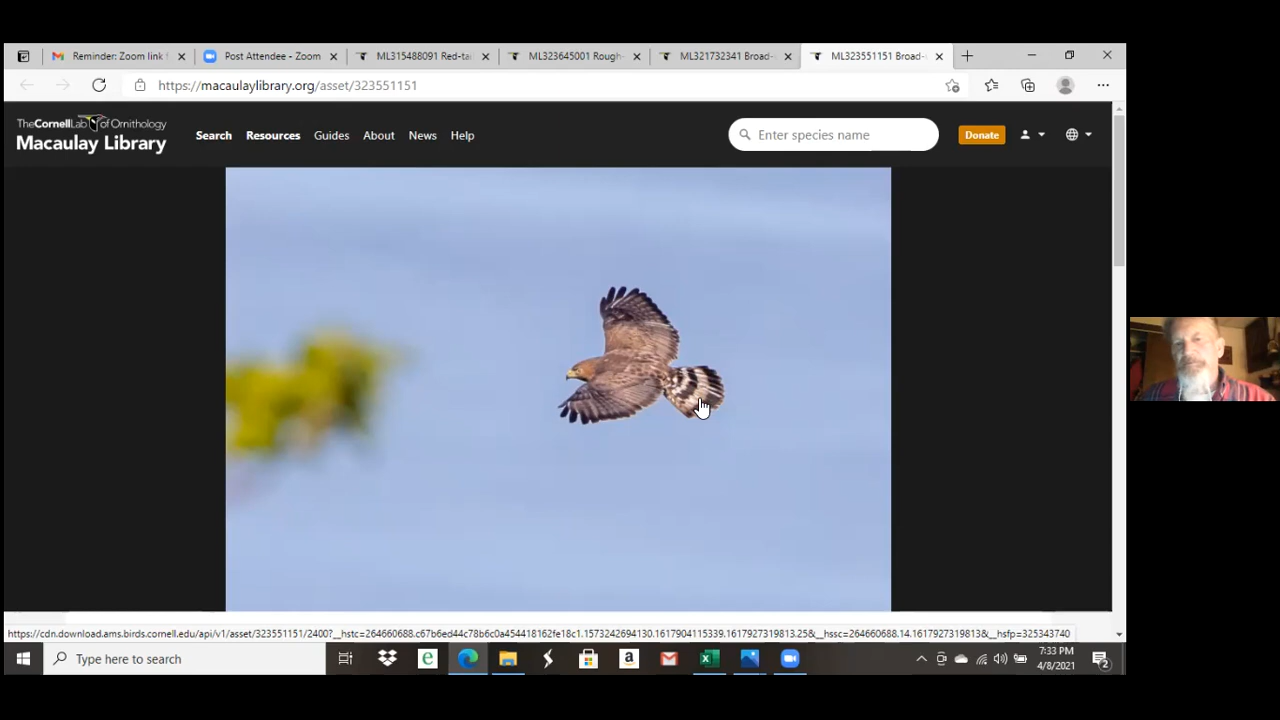 Reminder: Zoom link
Post Attendee - Zoom
ML315488091 Red-ta
ML323645001 Rough-
ML321732341 Broad-
ML323551151 Broad-
https://macaulaylibrary.org/asset/323551151
TheCornellLab of Ornithology
Macaulay Library
Search
Resources
Guides
About
News
Help
Enter species name
Donate
https://cdn.download.ams.birds.cornell.edu/api/v1/asset/323551151/2400?__hstc=264660688.c67b6ed44c78b6c0a454418162fe18c1.1573242694130.1617904115339.1617927319813.25&__hssc=264660688.14.1617927319813&__hsfp=325343740
Type here to search
7:33 PM
4/8/2021
2